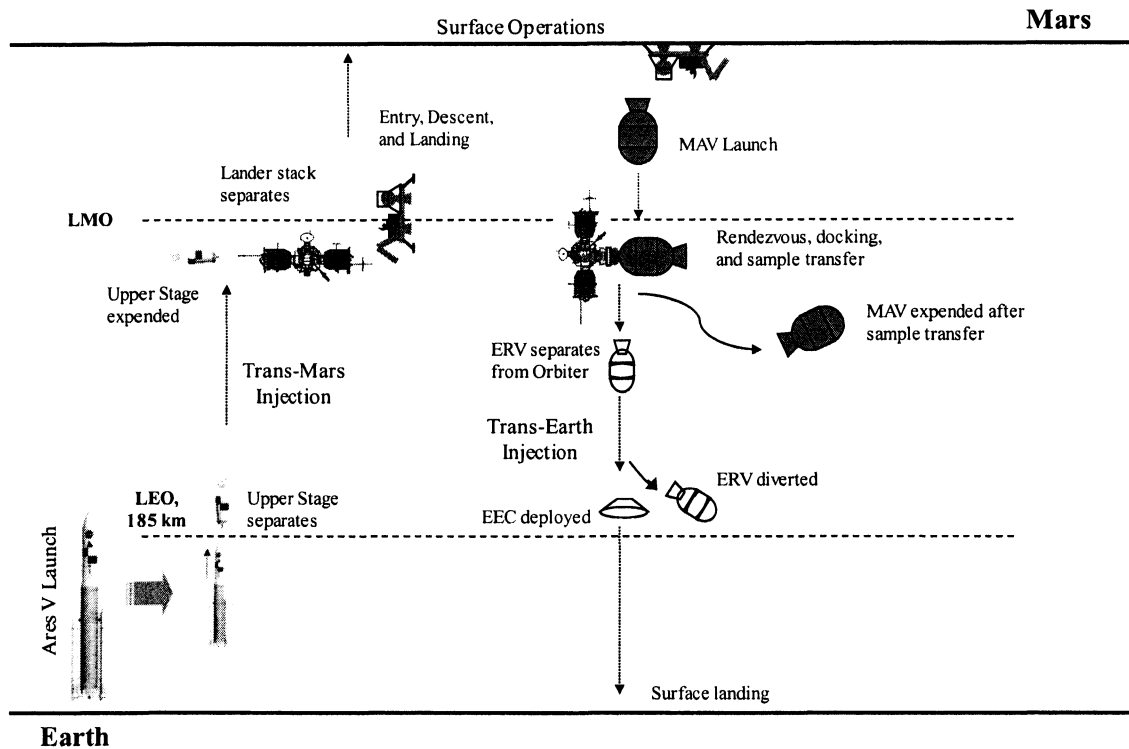 Mars
Surface Operations
Entry, Descent,
and Landing
MAV Launch
Lander stack
separates
LMO
Rendezvous, docking,
and sample transfer
Upper Stage
expended
MAV expended after
sample transfer
ERV separates
from Orbiter
Trans-Mars
Injection
Trans-Earth
Injection
ERV diverted
LEO,
185 km
Upper Stage
separates
EEC deployed
Ares V Launch
Surface landing
Earth